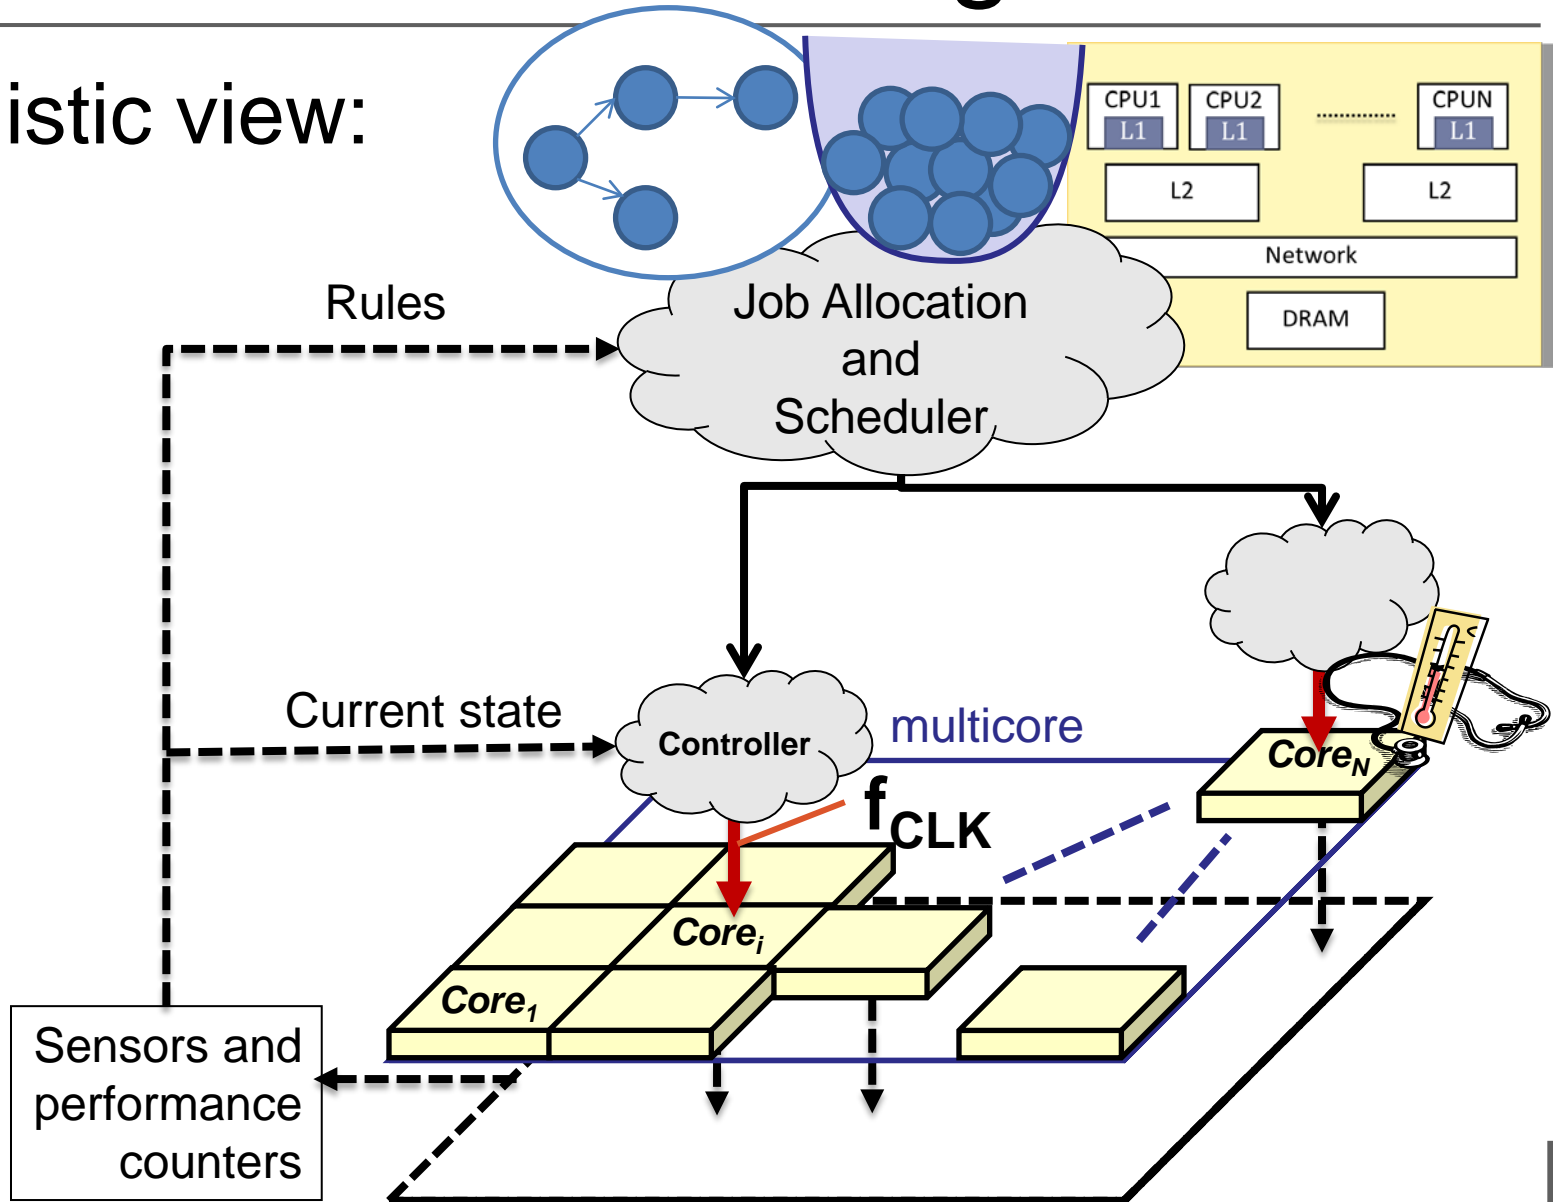 istic view:
CPU1
CPU2
CPUN
L1
L1
L1
L2
L2
Network
DRAM
Rules
Job Allocation
and
Scheduler
Current state
Controller
multicore
CoreN
fCLK
Corei
Core1
Sensors and
performance
counters